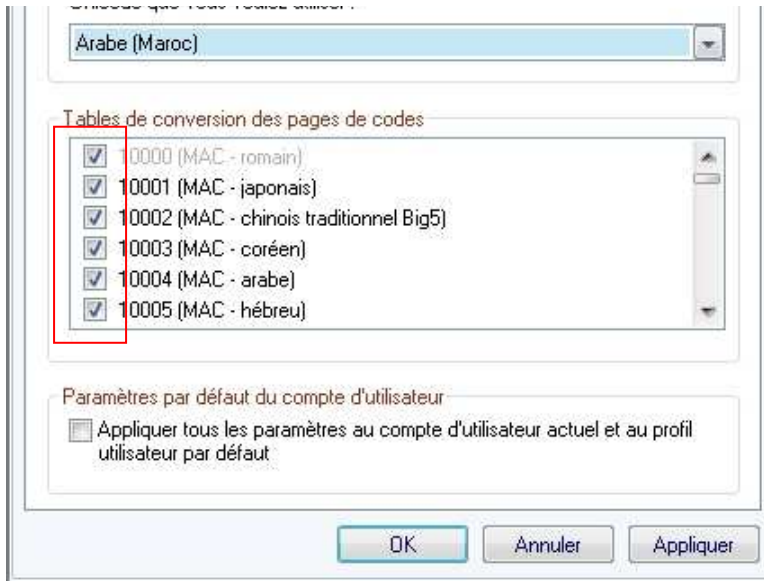 Arabe (Maroc)
Tables de conversion des pages de codes
10000 (MAC - romain)
10001 (MAC - japonais)
10002 (MAC - chinois traditionnel Big5)
10003 (MAC - coréen)
10004 (MAC - arabe)
10005 (MAC - hébreu)
Paramètres par défaut du compte d'utilisateur
Appliquer tous les paramètres au compte d'utilisateur actuel et au profil
utilisateur par défaut
OK Annuler Appliquer